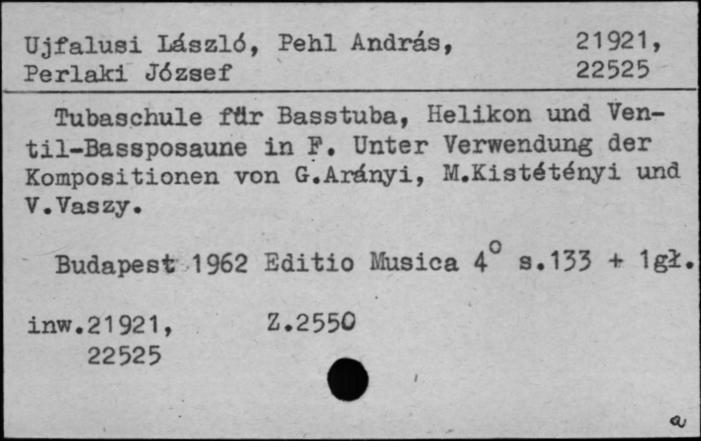 Ujfalusi László, Pehl András, 21921,
Perlaki József 22525
Tubaschule für Basstuba, Helikon und Ven-
til-Bassposaune in F. Unter Verwendung der
Kompositionen von G.Arányi, M.Kistétényi und
V.Vaszy.
Budapest 1962 Editio Musica 4° s.133 + 1gł.
inw.21921, Z.2550
22525
a